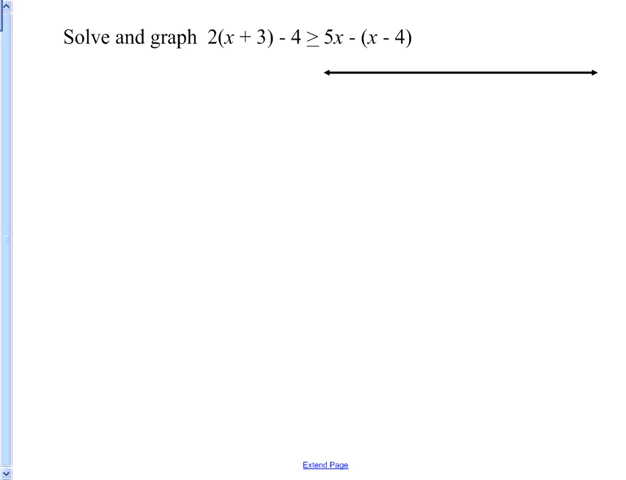 Solve and graph 2(x + 3) - 4 ≥ 5x - (x - 4)
Extend Page